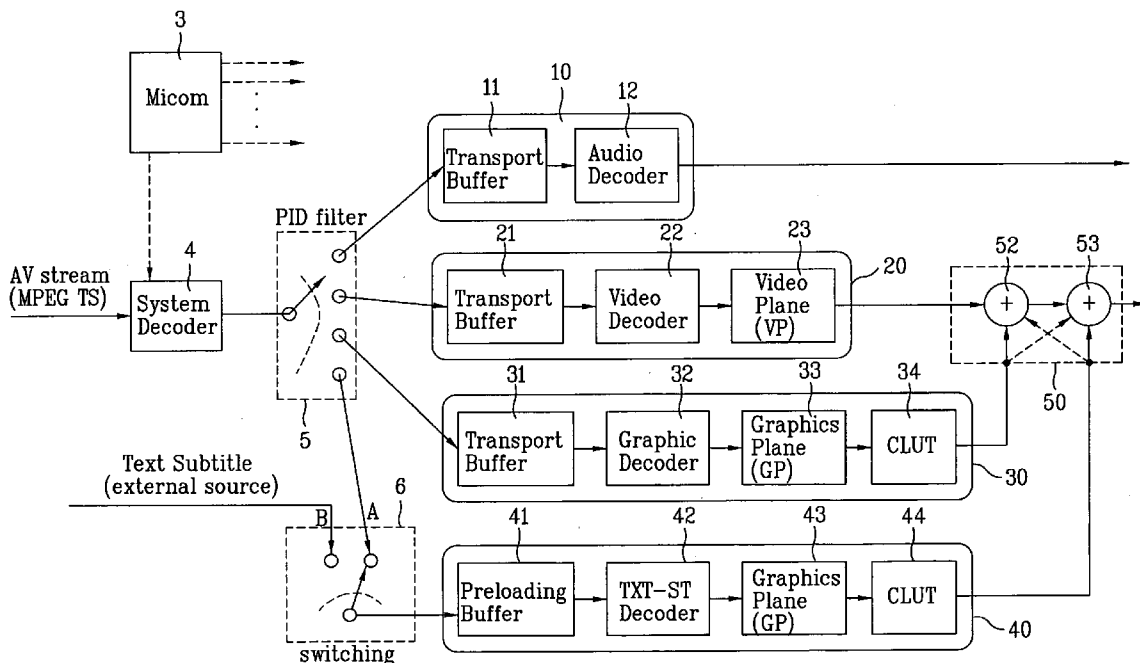 3
Micom
10
11
12
Transport
Buffer
Audio
Decoder
PID filter
AV stream
(MPEG TS)
4
System
Decoder
5
21
22
23
20
Transport
Buffer
Video
Decoder
Video
Plane
(VP)
52
53
50
31
32
33
34
Transport
Buffer
Graphic
Decoder
Graphics
Plane
(GP)
CLUT
30
Text Subtitle
(external source)
B
A
6
switching
41
42
43
44
Preloading
Buffer
TXT-ST
Decoder
Graphics
Plane
(GP)
CLUT
40